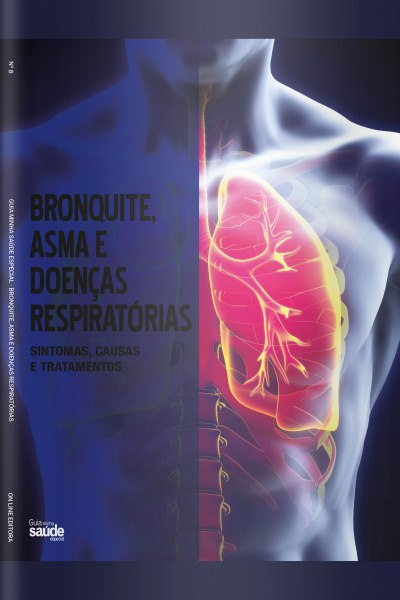 Nº 8
GUIA MINHA SAÚDE ESPECIAL - BRONQUITE, ASMA E DOENÇAS RESPIRATÓRIAS
ON LINE EDITORA
BRONQUITE,
ASMA E
DOENÇAS
RESPIRATÓRIAS
SINTOMAS, CAUSAS
E TRATAMENTOS
Guia minha
saúde
especial